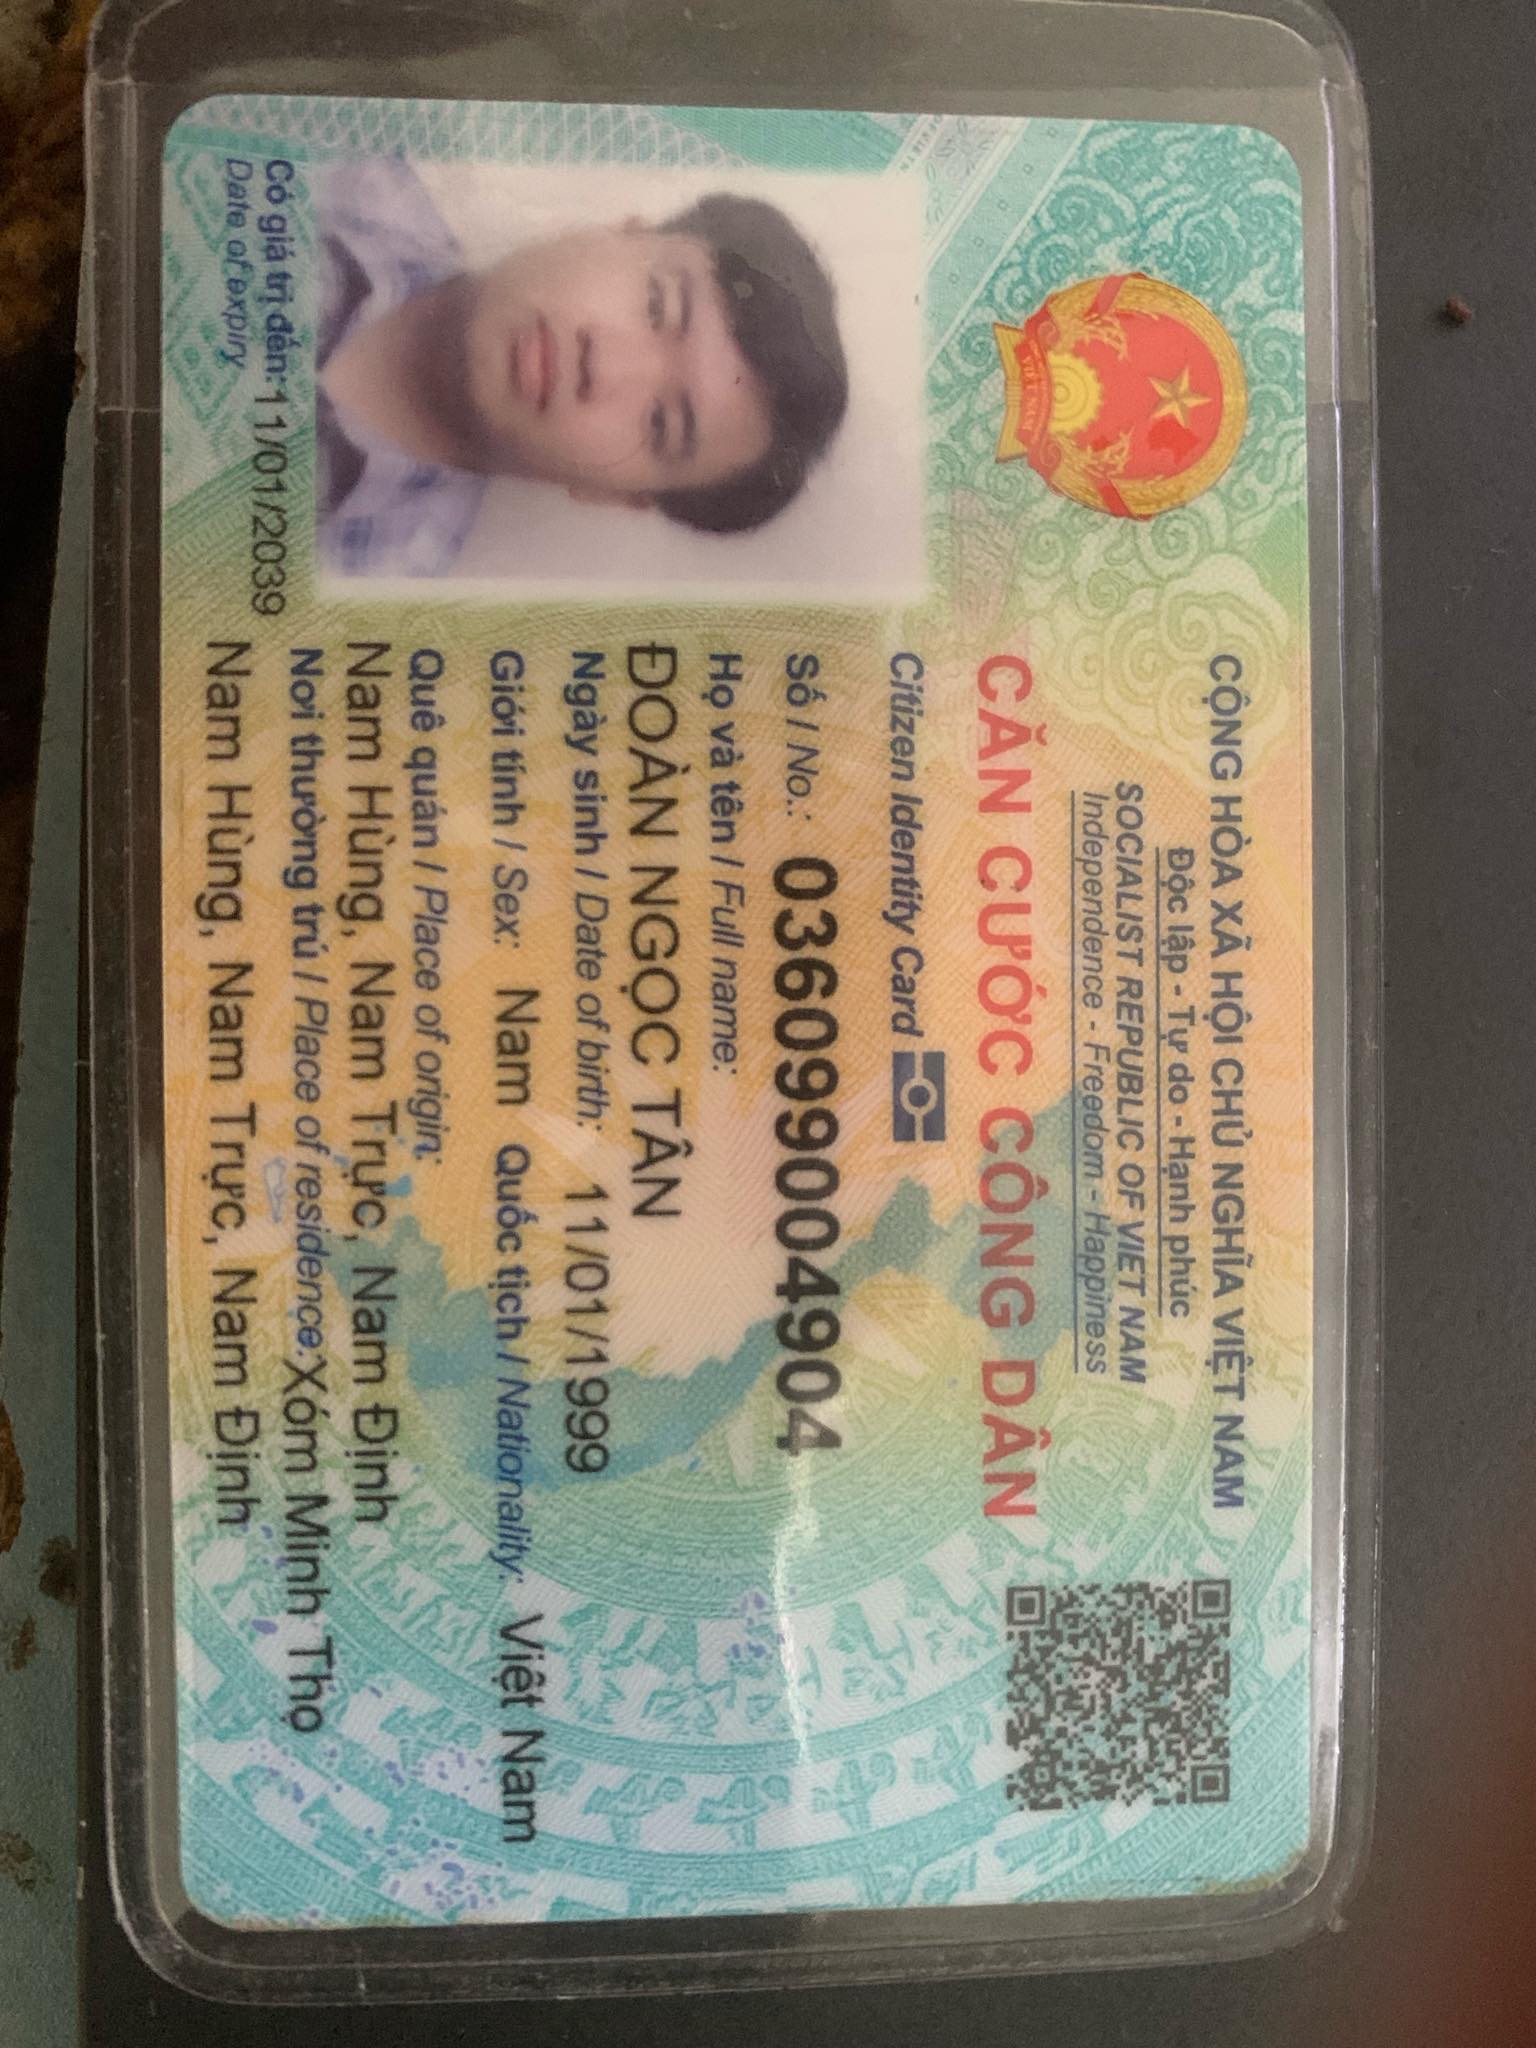 CỘNG HÒA XÃ HỘI CHỦ NGHĨA VIỆT NAM
Độc lập - Tự do - Hạnh phúc
SOCIALIST REPUBLIC OF VIET NAM
Independence - Freedom - Happiness
CĂN CƯỚC CÔNG DÂN
Citizen Identity Card
Số / No.: 036099004904
Họ và tên / Full name:
ĐOÀN NGỌC TÂN
Ngày sinh / Date of birth: 11/01/1999
Giới tính / Sex: Nam Quốc tịch / Nationality: Việt Nam
Quê quán / Place of origin:
Nam Hùng, Nam Trực, Nam Định
Nơi thường trú / Place of residence: Xóm Minh Thọ
Nam Hùng, Nam Trực, Nam Định
Có giá trị đến: 11/01/2039
Date of expiry
VIỆT NAM